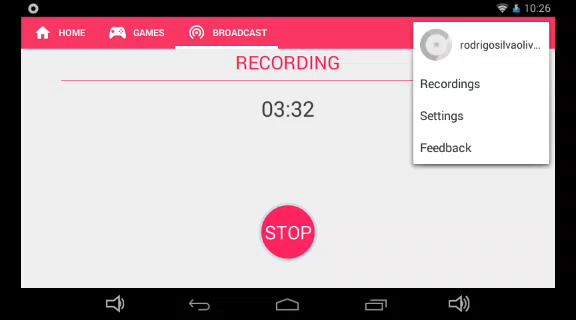 10:26
HOME GAMES BROADCAST
rodrigosilvaoliv...
RECORDING
Recordings
03:32
Settings
Feedback
STOP